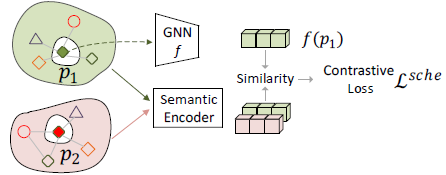 p₁
GNN
f
f(p₁)
Similarity
Contrastive
Loss ℒˢᶜʰᵉ
Semantic
Encoder
p₂